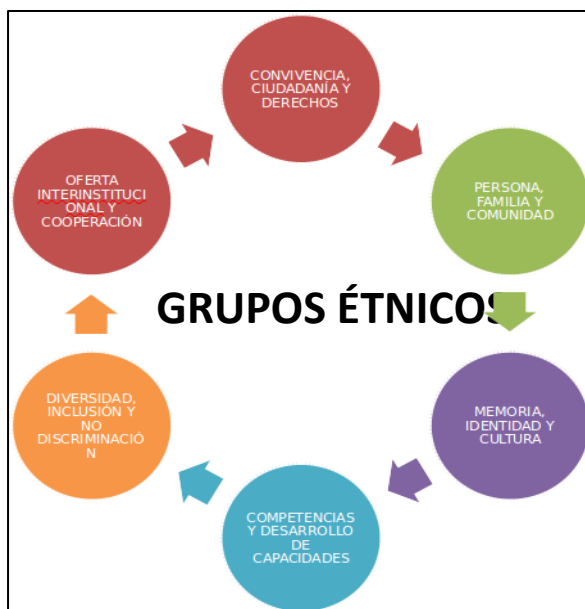 CONVIVENCIA,
CIUDADANÍA Y
DERECHOS
PERSONA,
FAMILIA Y
COMUNIDAD
MEMORIA,
IDENTIDAD Y
CULTURA
COMPETENCIAS
Y DESARROLLO
DE
CAPACIDADES
DIVERSIDAD,
INCLUSIÓN Y
NO
DISCRIMINACIÓ
N
OFERTA
INTERINSTITUCI
ONAL Y
COOPERACIÓN
GRUPOS ÉTNICOS